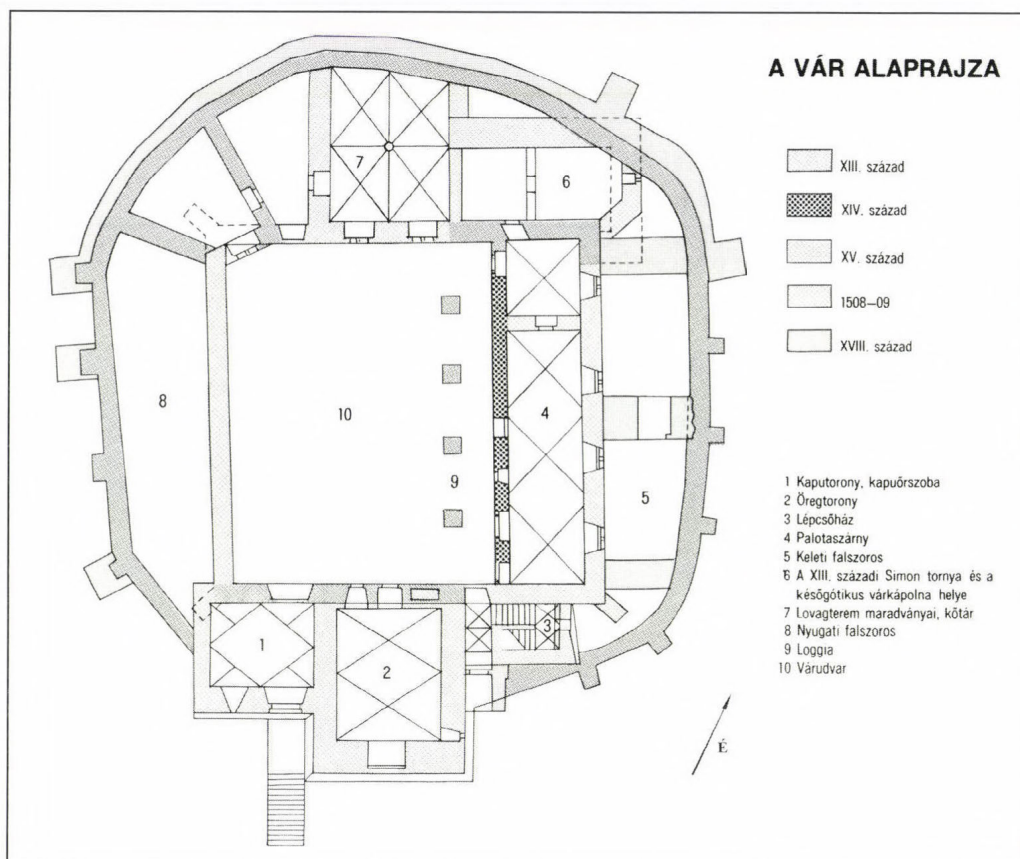 A VÁR ALAPRAJZA
XIII. század
XIV. század
XV. század
1508–09
XVIII. század
1 Kaputorony, kapuőrszoba
2 Öregtorony
3 Lépcsőház
4 Palotaszárny
5 Keleti falszoros
6 A XIII. századi Simon tornya és a
későgótikus várkápolna helye
7 Lovagterem maradványai, kőtár
8 Nyugati falszoros
9 Loggia
10 Várudvar
É
7
6
8
10
4
9
5
1
2
3